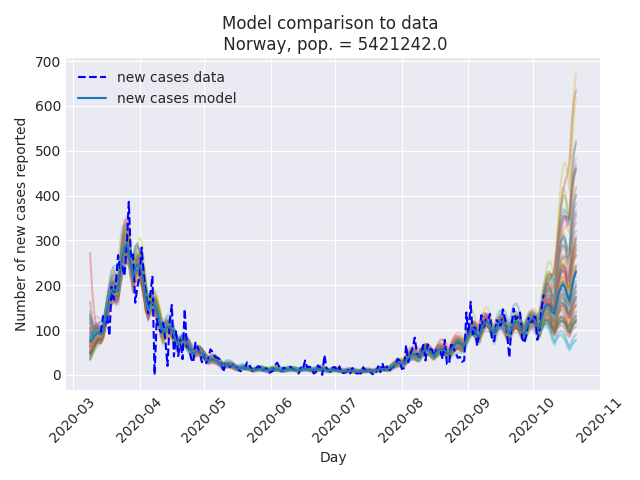 Model comparison to data
Norway, pop. = 5421242.0
new cases data
new cases model
Number of new cases reported
700
600
500
400
300
200
100
0
2020-03
2020-04
2020-05
2020-06
2020-07
2020-08
2020-09
2020-10
2020-11
Day